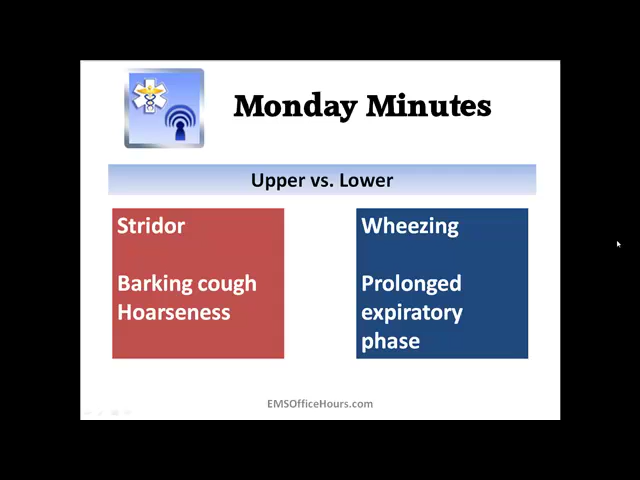 Monday Minutes
Upper vs. Lower
Stridor
Barking cough
Hoarseness
Wheezing
Prolonged
expiratory
phase
EMSOfficeHours.com